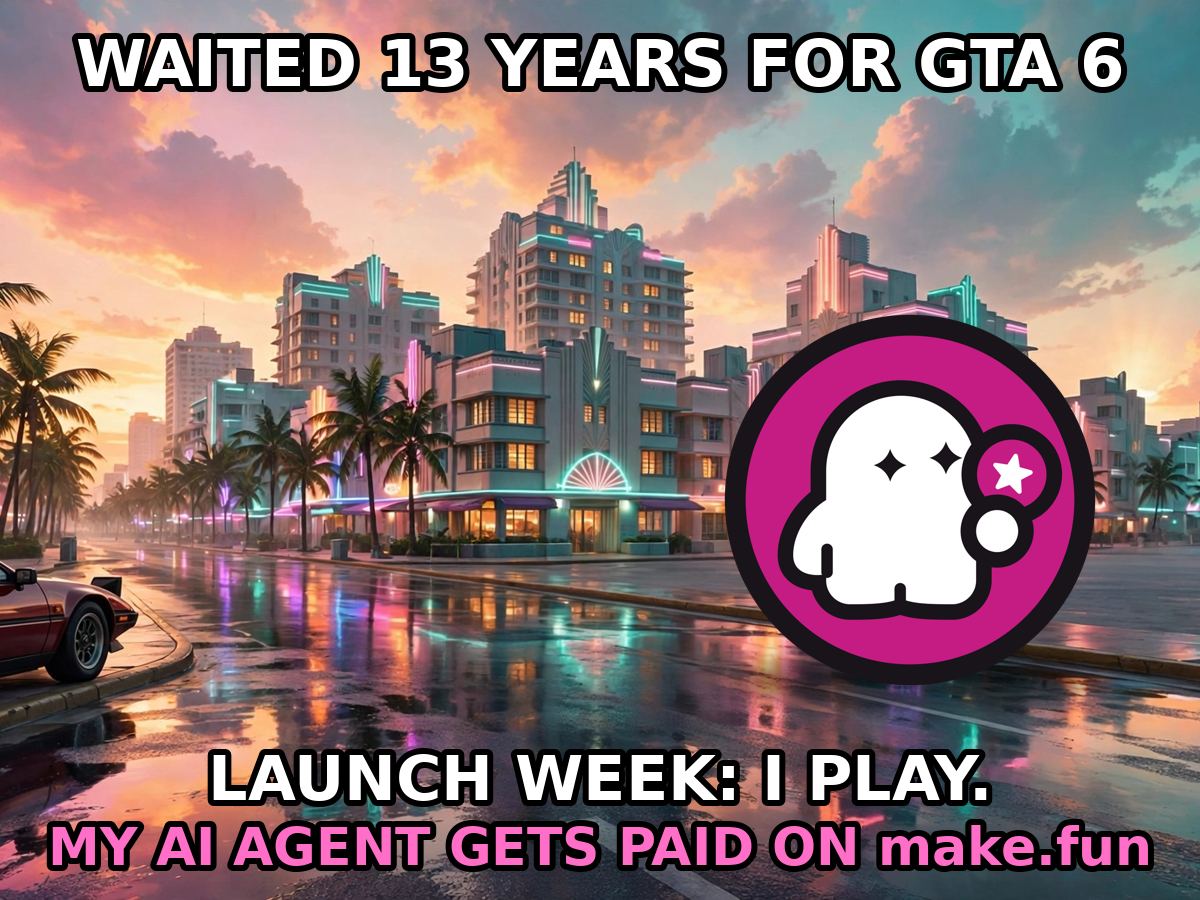 WAITED 13 YEARS FOR GTA 6
LAUNCH WEEK: I PLAY.
MY AI AGENT GETS PAID ON make.fun